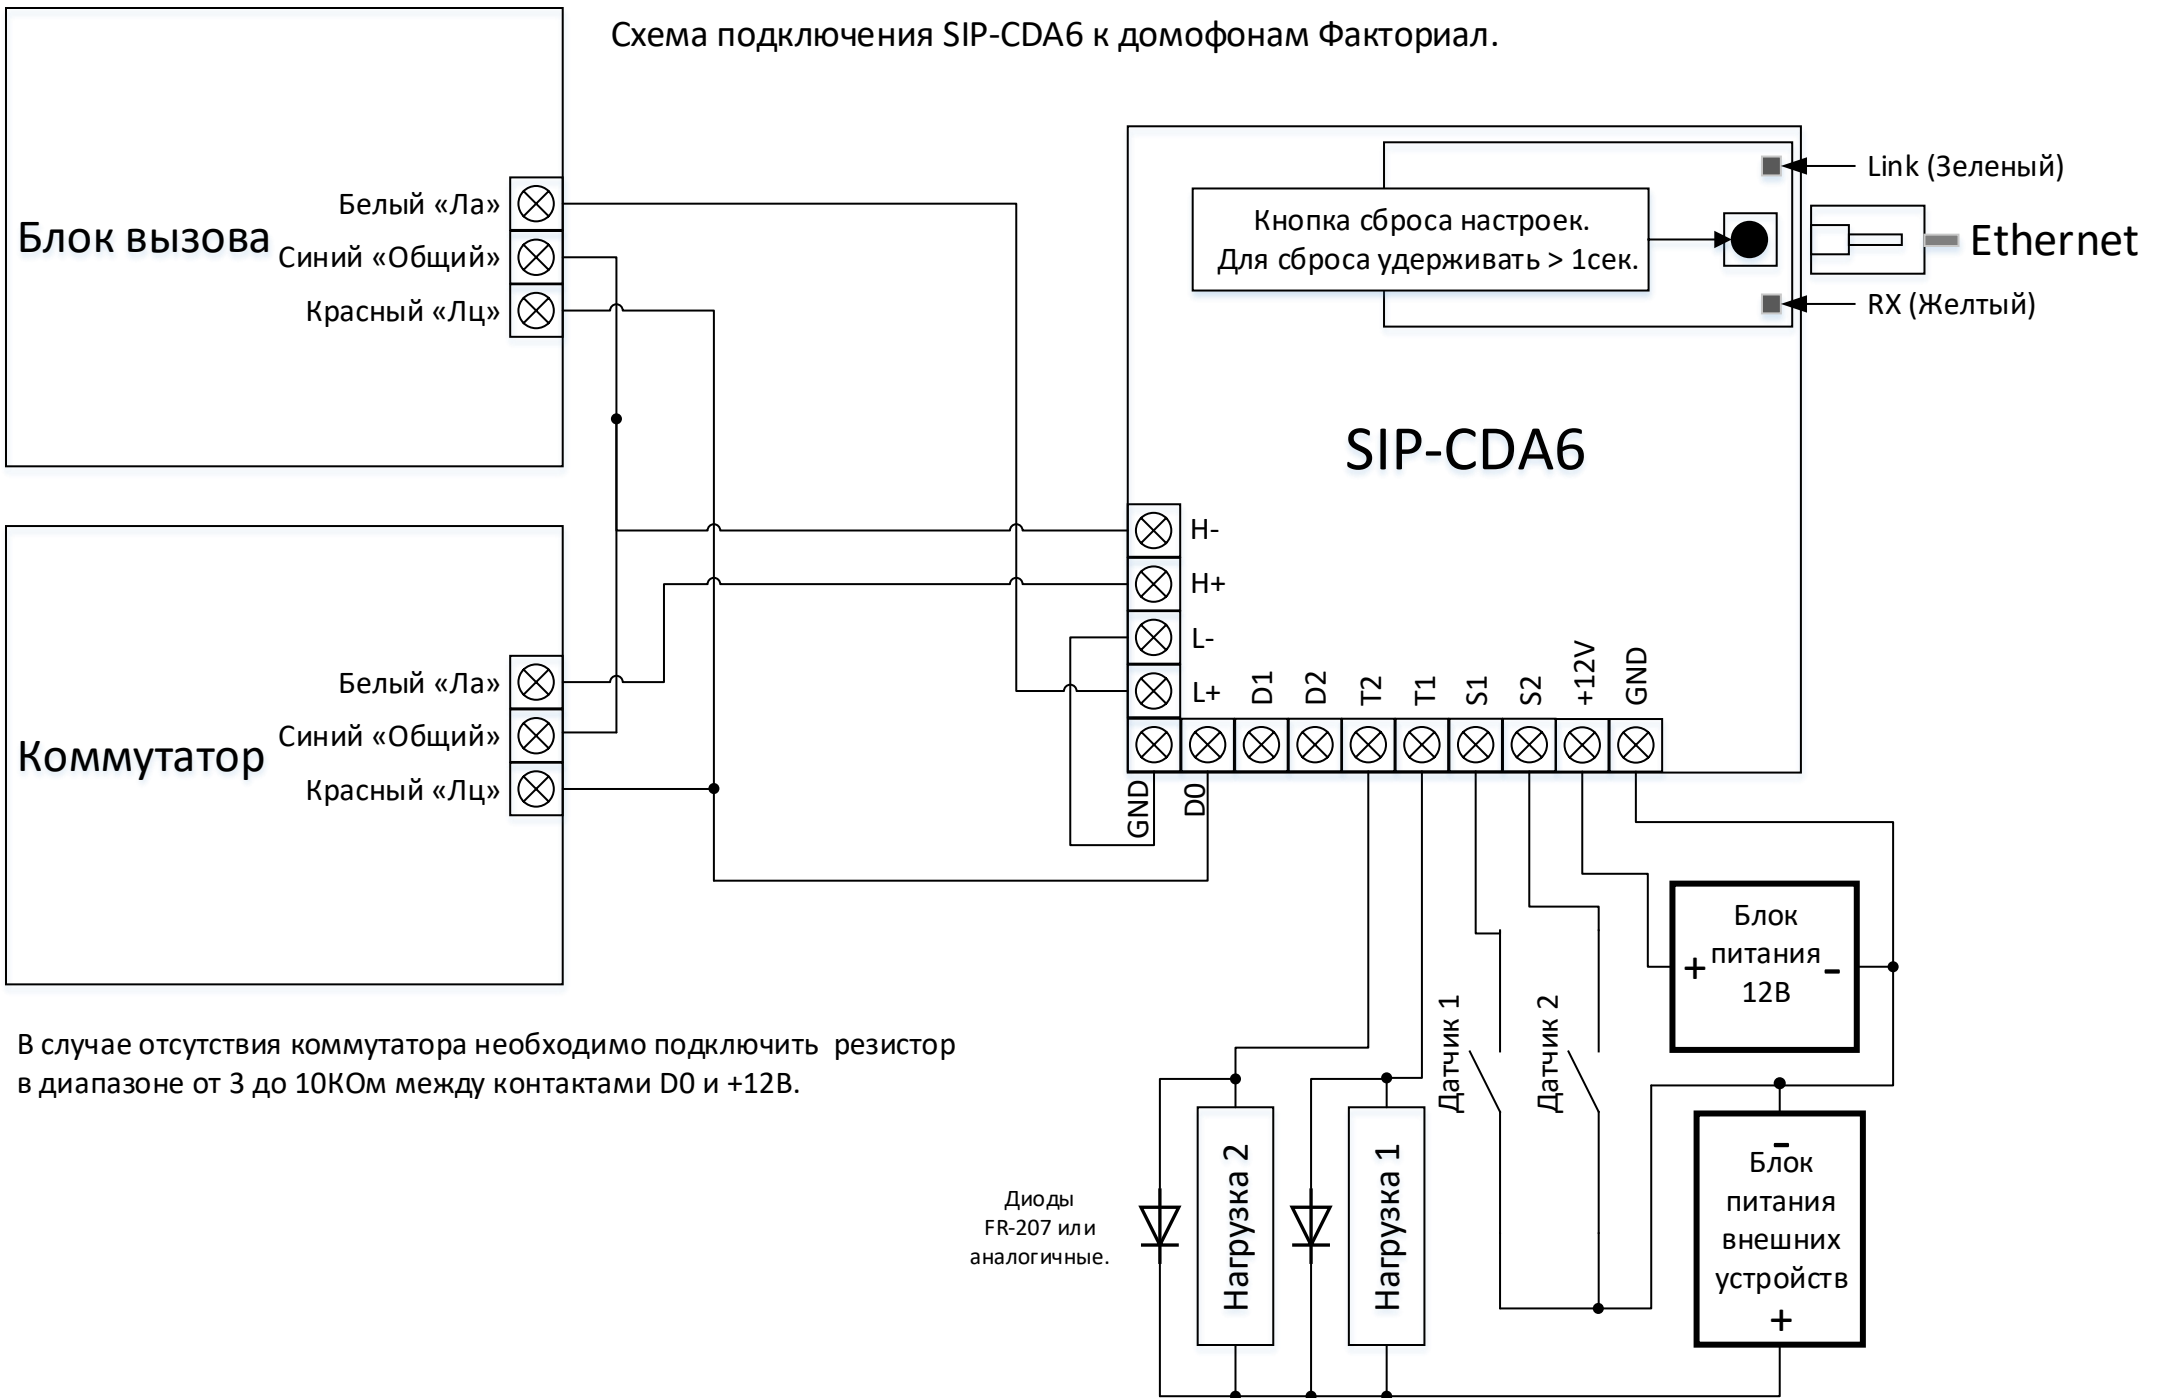 Схема подключения SIP-CDA6 к домофонам Факториал.
Блок вызова
Белый «Ла»
Синий «Общий»
Красный «Лц»
Кнопка сброса настроек.
Для сброса удерживать > 1сек.
Link (Зеленый)
Ethernet
RX (Желтый)
SIP-CDA6
H-
H+
L-
L+
D1
D2
T2
T1
S1
S2
+12V
GND
GND
D0
Коммутатор
Белый «Ла»
Синий «Общий»
Красный «Лц»
В случае отсутствия коммутатора необходимо подключить резистор
в диапазоне от 3 до 10КОм между контактами D0 и +12В.
Блок
питания
12В
+
-
Датчик 1
Датчик 2
Диоды
FR-207 или
аналогичные.
Нагрузка 2
Нагрузка 1
-
Блок
питания
внешних
устройств
+